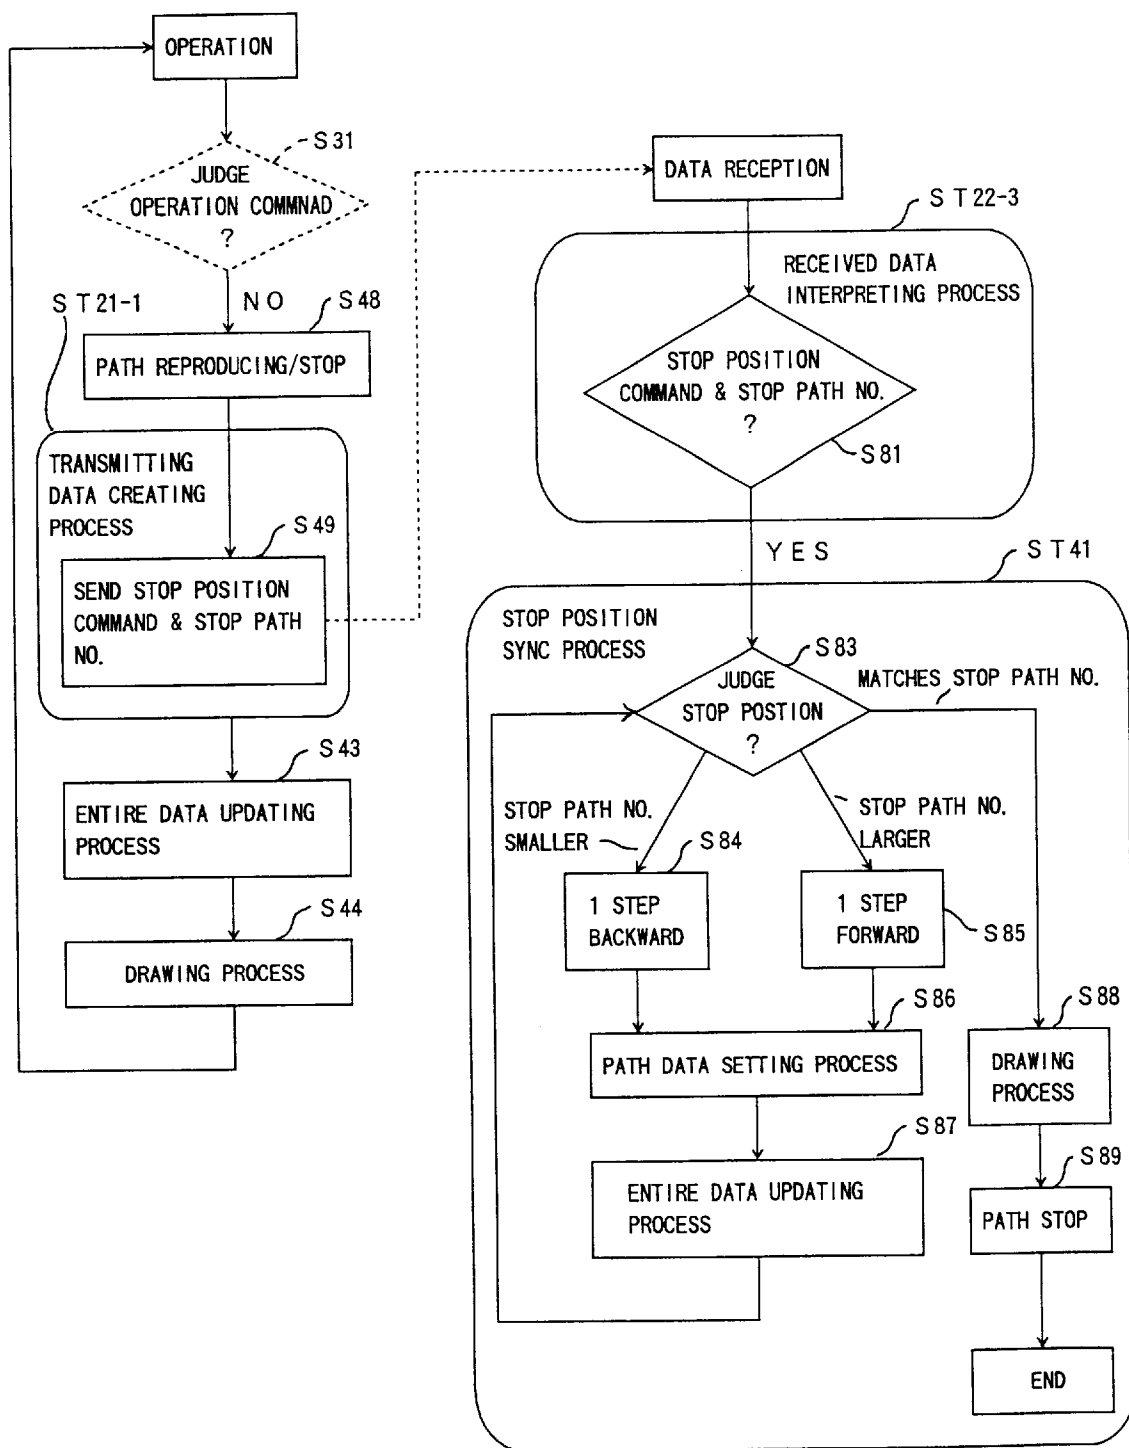 OPERATION
S31
JUDGE
OPERATION COMMNAD
?
NO
S48
ST21-1
PATH REPRODUCING/STOP
TRANSMITTING
DATA CREATING
PROCESS
S49
SEND STOP POSITION
COMMAND & STOP PATH
NO.
S43
ENTIRE DATA UPDATING
PROCESS
S44
DRAWING PROCESS
DATA RECEPTION
ST22-3
RECEIVED DATA
INTERPRETING PROCESS
STOP POSITION
COMMAND & STOP PATH NO.
?
S81
YES
ST41
STOP POSITION
SYNC PROCESS
S83
JUDGE
STOP POSTION
?
MATCHES STOP PATH NO.
STOP PATH NO.
SMALLER
STOP PATH NO.
LARGER
S84
1 STEP
BACKWARD
1 STEP
FORWARD
S85
S86
PATH DATA SETTING PROCESS
S87
ENTIRE DATA UPDATING
PROCESS
S88
DRAWING
PROCESS
S89
PATH STOP
END